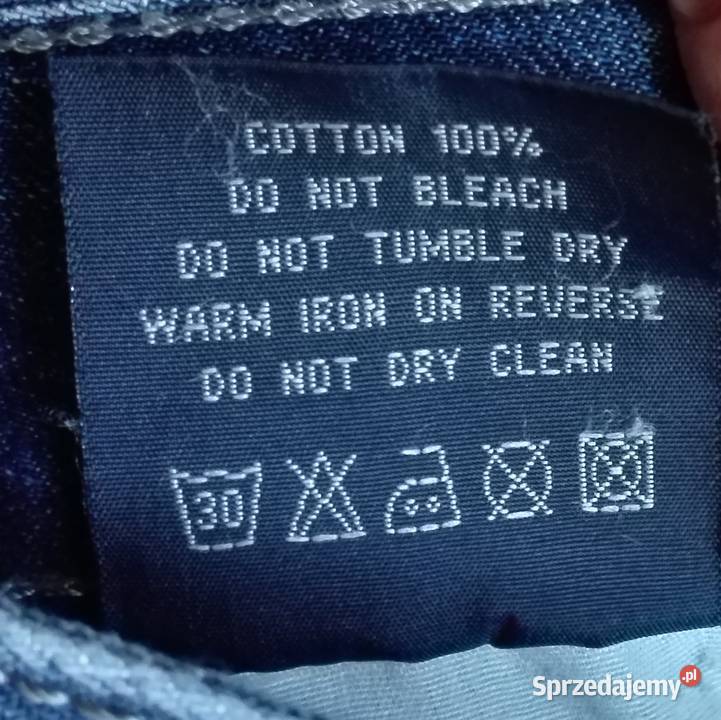 COTTON 100%
DO NOT BLEACH
DO NOT TUMBLE DRY
WARM IRON ON REVERSE
DO NOT DRY CLEAN
30
Sprzedajemy.pl